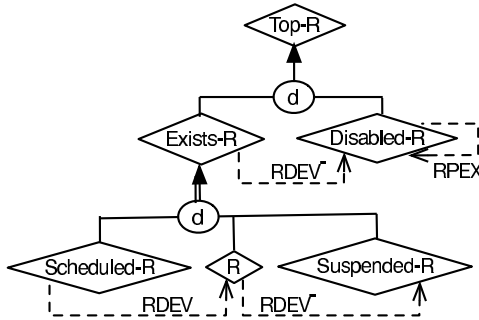 Top-R
d
Exists-R
Disabled-R
RDEV⁻
RPEX
d
Scheduled-R
R
Suspended-R
RDEV
RDEV⁻